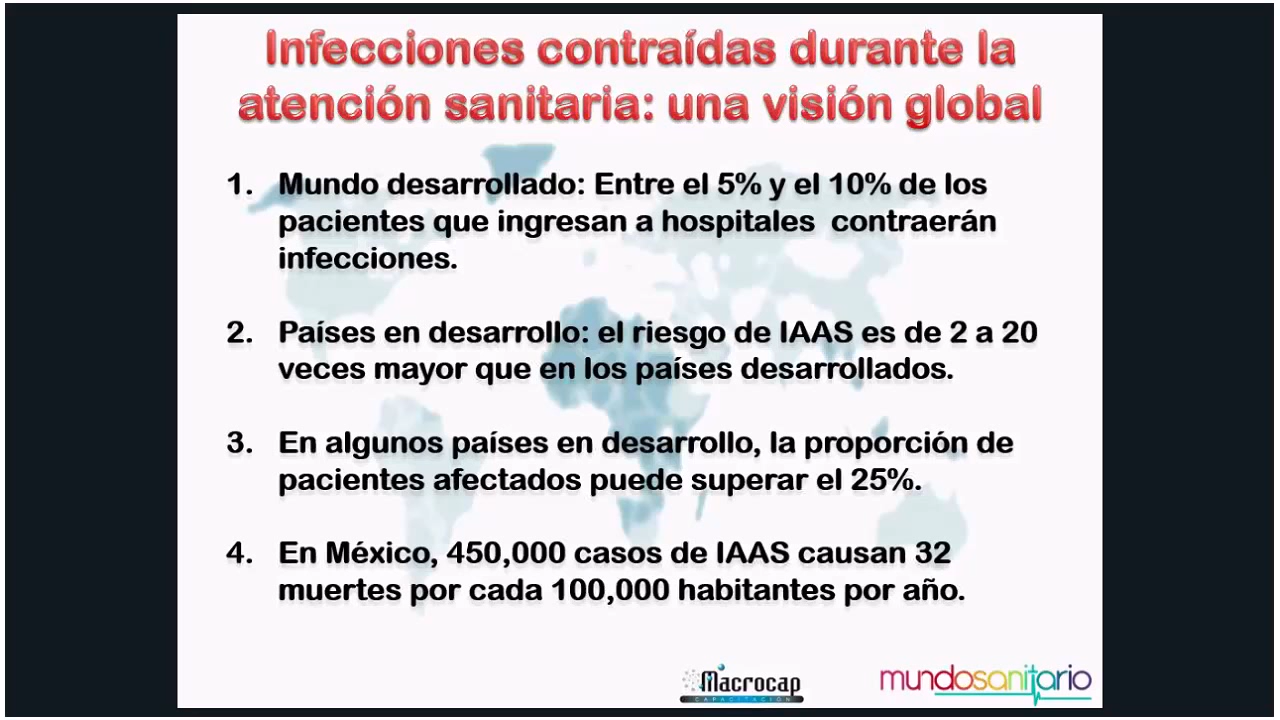 Infecciones contraídas durante la
atención sanitaria: una visión global
1. Mundo desarrollado: Entre el 5% y el 10% de los
pacientes que ingresan a hospitales contraerán
infecciones.
2. Países en desarrollo: el riesgo de IAAS es de 2 a 20
veces mayor que en los países desarrollados.
3. En algunos países en desarrollo, la proporción de
pacientes afectados puede superar el 25%.
4. En México, 450,000 casos de IAAS causan 32
muertes por cada 100,000 habitantes por año.
Macrocap
CAPACITACIÓN
mundosanitario